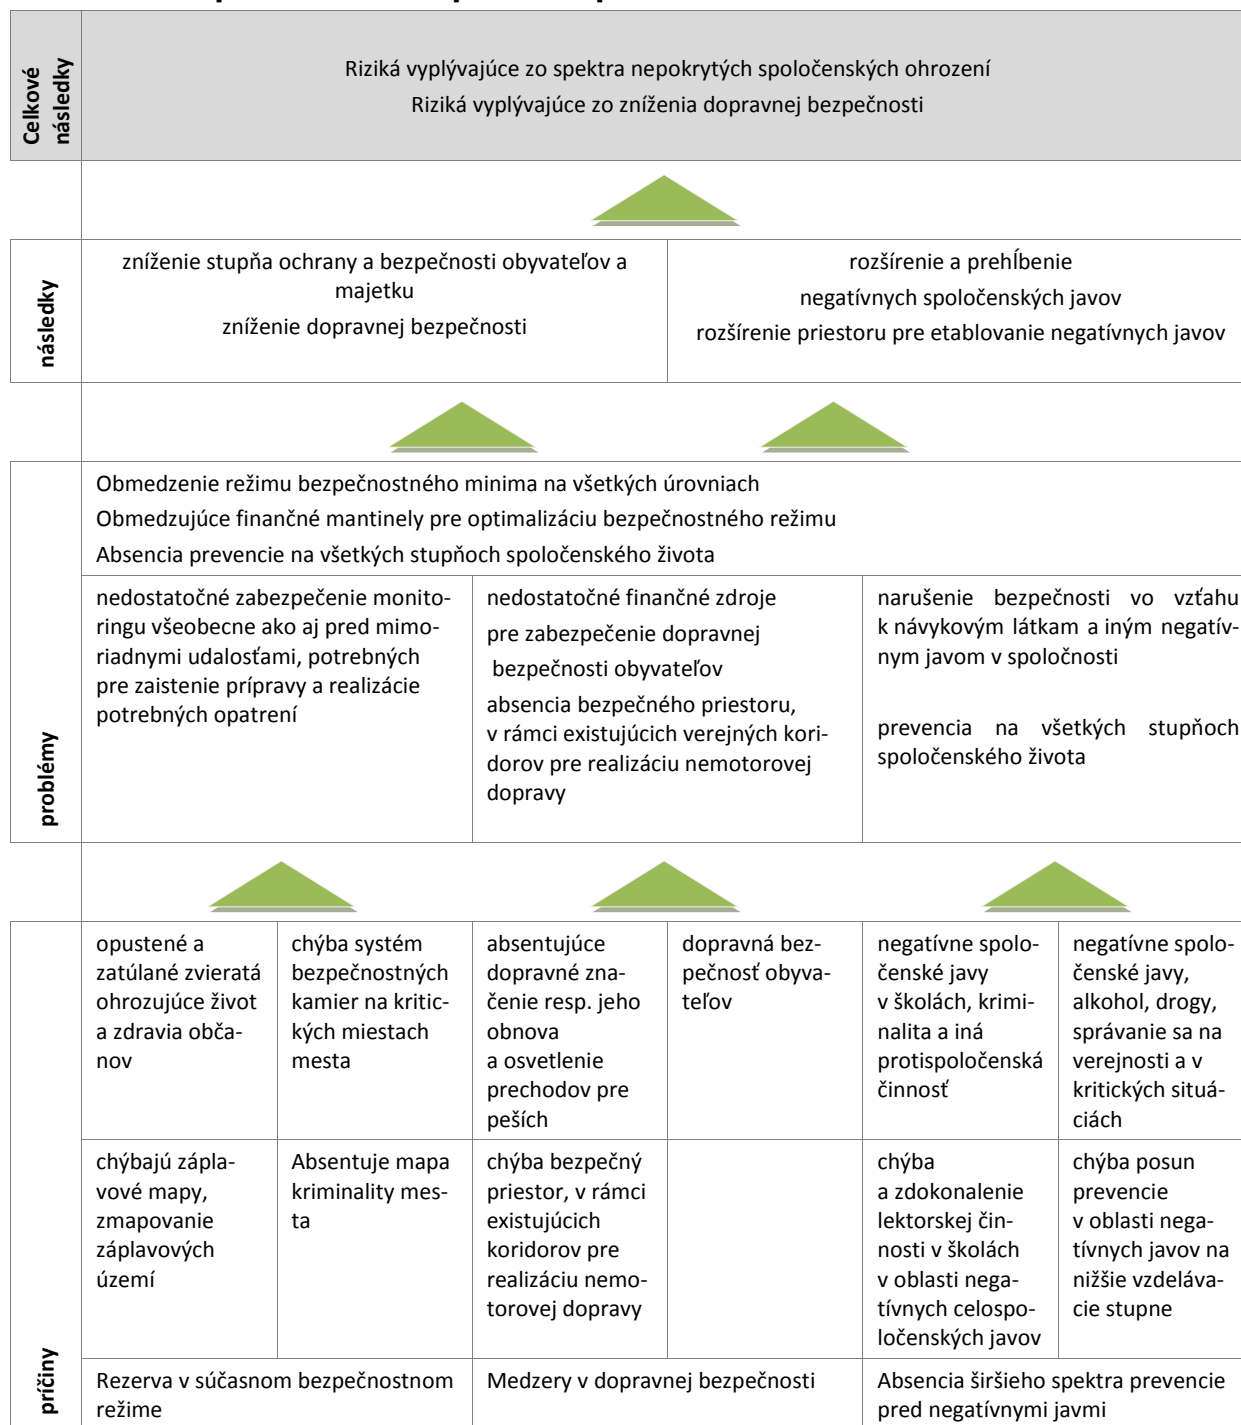 Celkové
následky
Riziká vyplývajúce zo spektra nepokrytých spoločenských ohrození
Riziká vyplývajúce zo zníženia dopravnej bezpečnosti
následky
zníženie stupňa ochrany a bezpečnosti obyvateľov a
majetku
zníženie dopravnej bezpečnosti
rozšírenie a prehĺbenie
negatívnych spoločenských javov
rozšírenie priestoru pre etablovanie negatívnych javov
problémy
Obmedzenie režimu bezpečnostného minima na všetkých úrovniach
Obmedzujúce finančné mantinely pre optimalizáciu bezpečnostného režimu
Absencia prevencie na všetkých stupňoch spoločenského života
nedostatočné zabezpečenie monito-
ringu všeobecne ako aj pred mimo-
riadnymi udalosťami, potrebných
pre zaistenie prípravy a realizácie
potrebných opatrení
nedostatočné finančné zdroje
pre zabezpečenie dopravnej
bezpečnosti obyvateľov
absencia bezpečného priestoru,
v rámci existujúcich verejných kori-
dorov pre realizáciu nemotorovej
dopravy
narušenie bezpečnosti vo vzťahu
k návykovým látkam a iným negatív-
nym javom v spoločnosti
prevencia na všetkých stupňoch
spoločenského života
príčiny
opustené a
zatúlané zvieratá
ohrozujúce život
a zdravia obča-
nov
chýba systém
bezpečnostných
kamier na kritic-
kých miestach
mesta
absentujúce
dopravné zna-
čenie resp. jeho
obnova
a osvetlenie
prechodov pre
peších
dopravná bez-
pečnosť obyva-
teľov
negatívne spolo-
čenské javy
v školách, krimi-
nalita a iná
protispoločenská
činnosť
negatívne spolo-
čenské javy,
alkohol, drogy,
správanie sa na
verejnosti a v
kritických situá-
ciách
chýbajú zápla-
vové mapy,
zmapovanie
záplavových
území
Absentuje mapa
kriminality mes-
ta
chýba bezpečný
priestor, v rámci
existujúcich
koridorov pre
realizáciu nemo-
torovej dopravy
chýba
a zdokonalenie
lektorskej čin-
nosti v školách
v oblasti nega-
tívnych celospo-
ločenských javov
chýba posun
prevencie
v oblasti nega-
tívnych javov na
nižšie vzdeláva-
cie stupne
Rezerva v súčasnom bezpečnostnom
režime
Medzery v dopravnej bezpečnosti
Absencia širšieho spektra prevencie
pred negatívnymi javmi